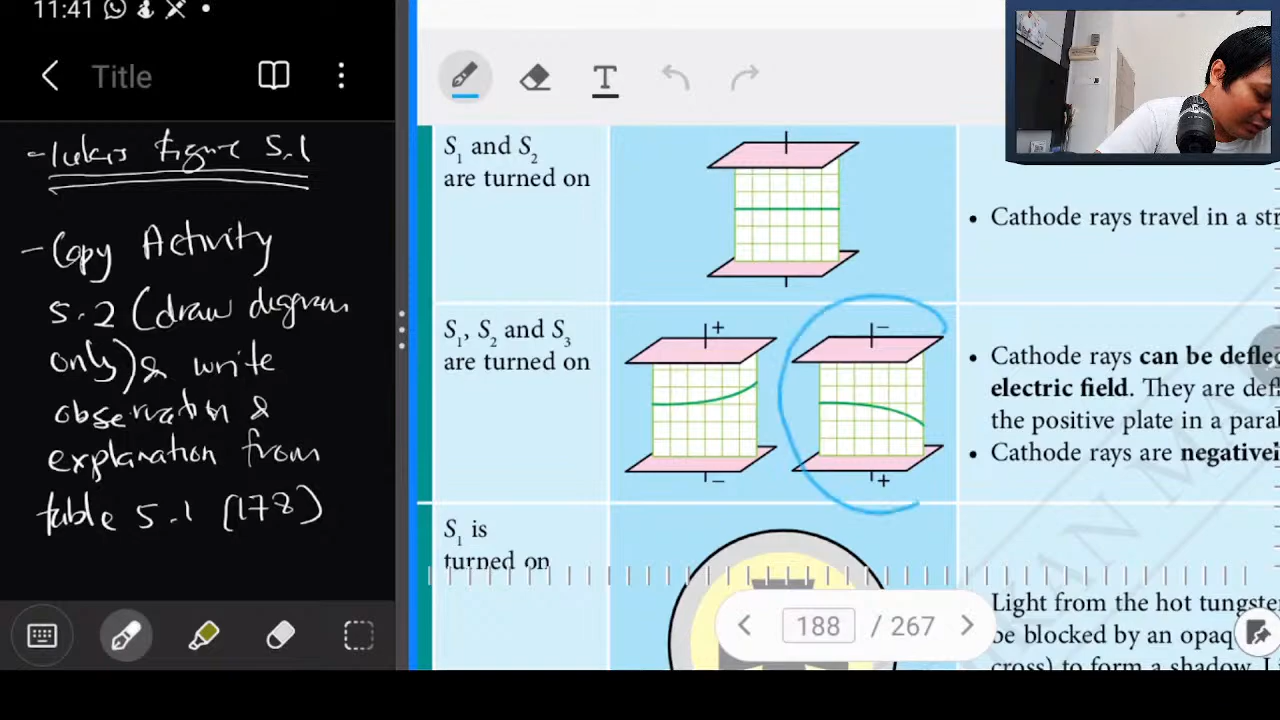 11:41
Title
- lukis figure 5.1
- Copy Activity
5.2 (draw diagram
only) & write
observation &
explanation from
table 5.1 (178)
T
S1 and S2
are turned on
• Cathode rays travel in a str
S1, S2 and S3
are turned on
+
−
−
+
• Cathode rays can be defle
electric field. They are defl
the positive plate in a parab
• Cathode rays are negativel
S1 is
turned on
Light from the hot tungste
be blocked by an opaq
cross) to form a shadow. Li
188 / 267